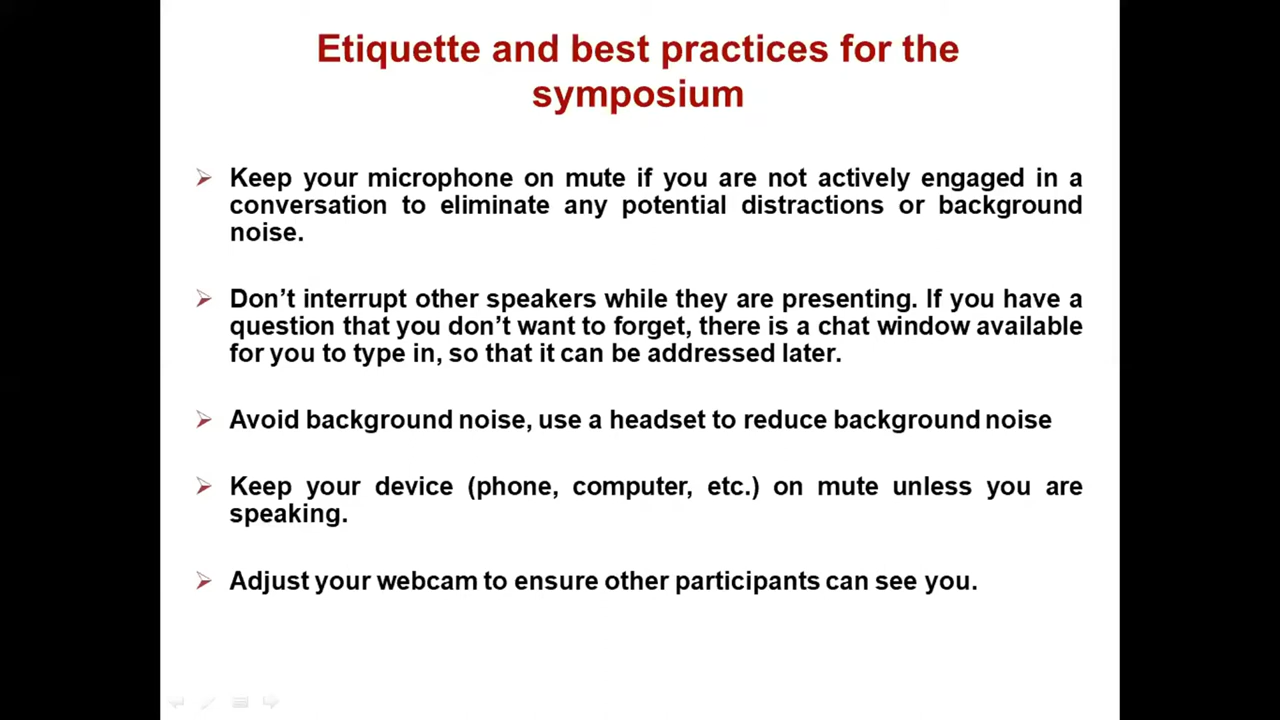 Etiquette and best practices for the
symposium
Keep your microphone on mute if you are not actively engaged in a
conversation to eliminate any potential distractions or background
noise.
Don’t interrupt other speakers while they are presenting. If you have a
question that you don’t want to forget, there is a chat window available
for you to type in, so that it can be addressed later.
Avoid background noise, use a headset to reduce background noise
Keep your device (phone, computer, etc.) on mute unless you are
speaking.
Adjust your webcam to ensure other participants can see you.